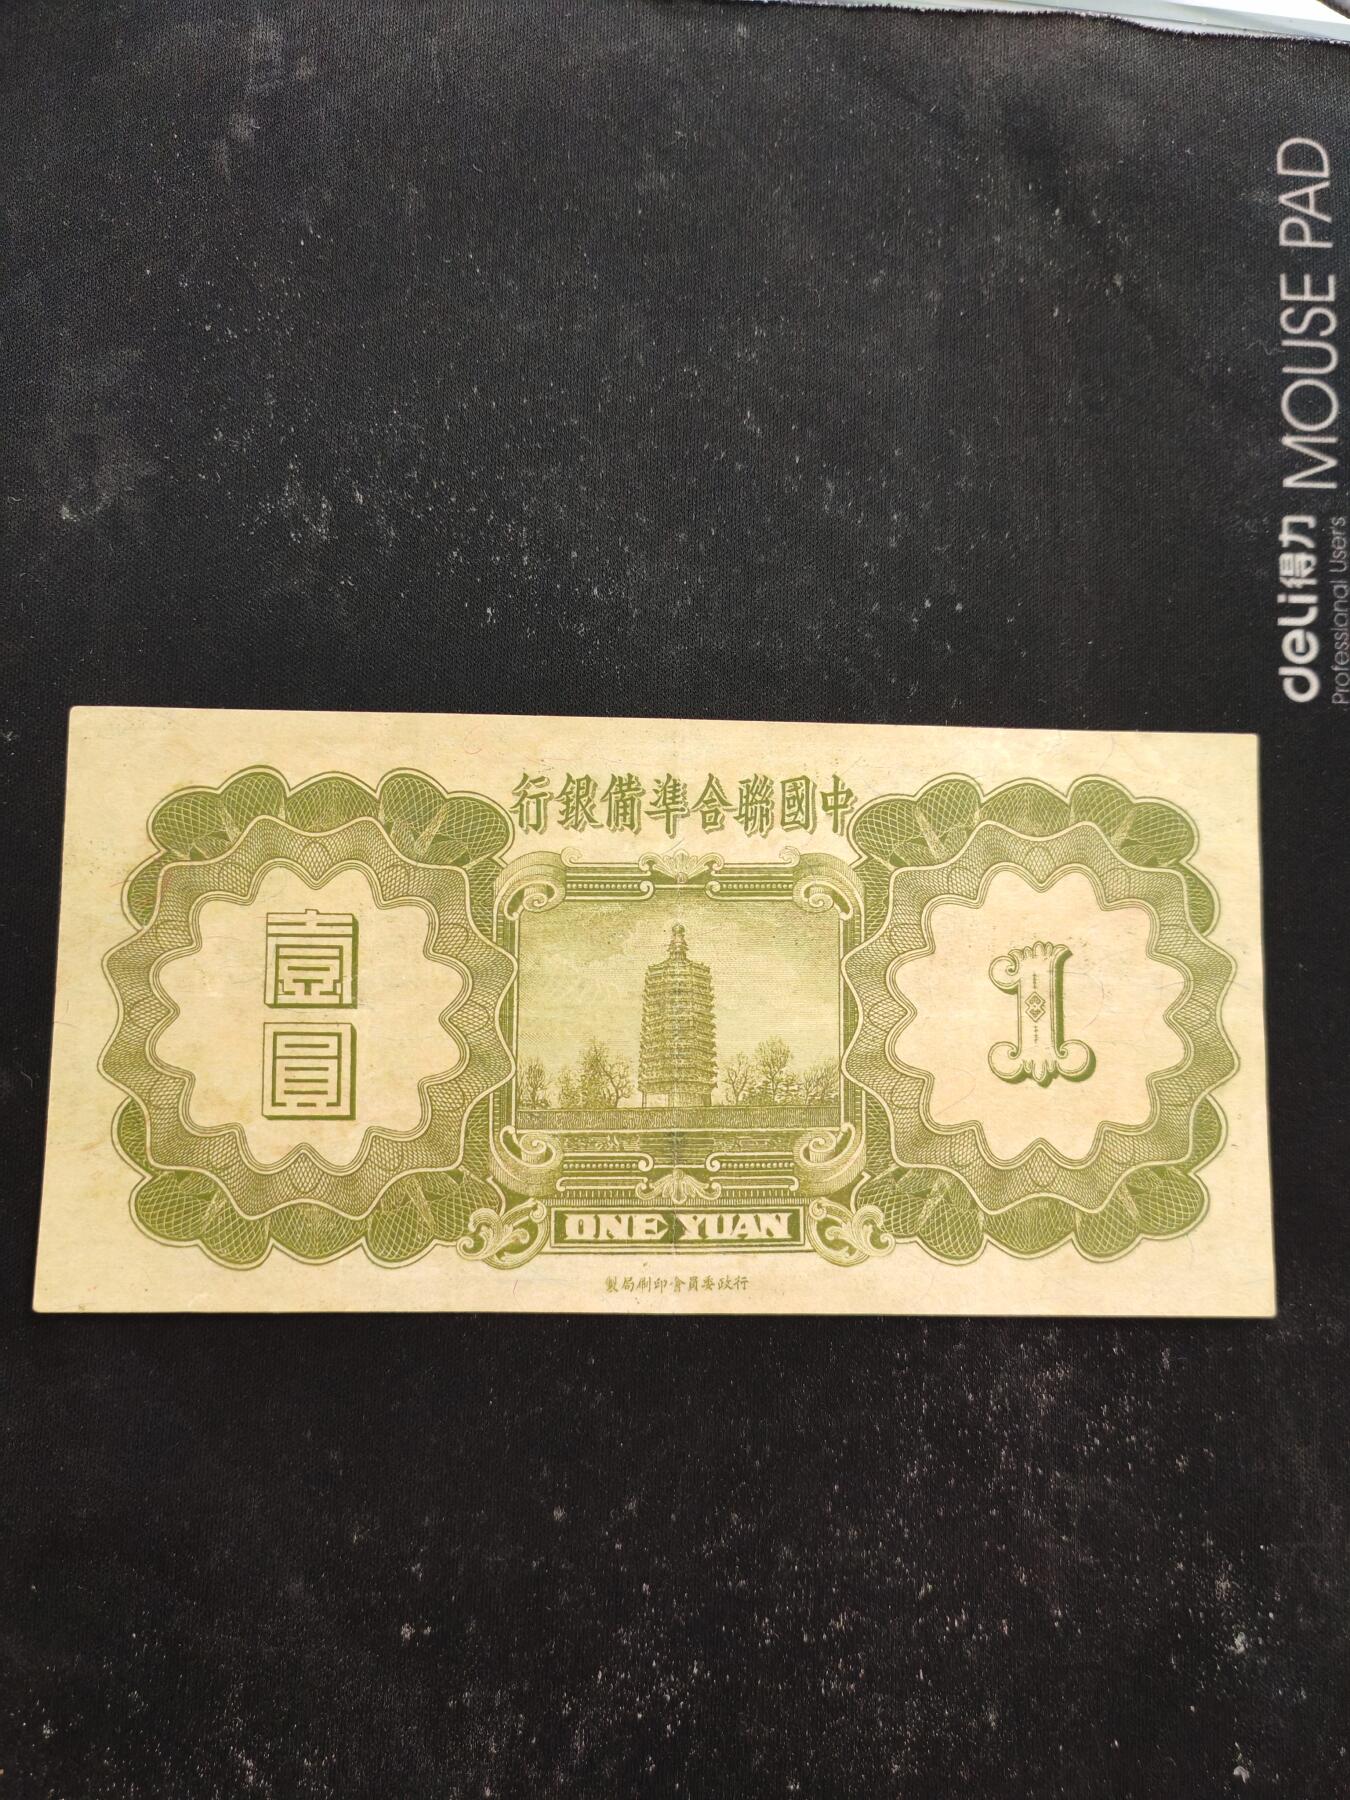 中國聯合準備銀行
壹圓
1
ONE YUAN
行政委員會印刷局製
deli得力 MOUSE PAD
Professional Users